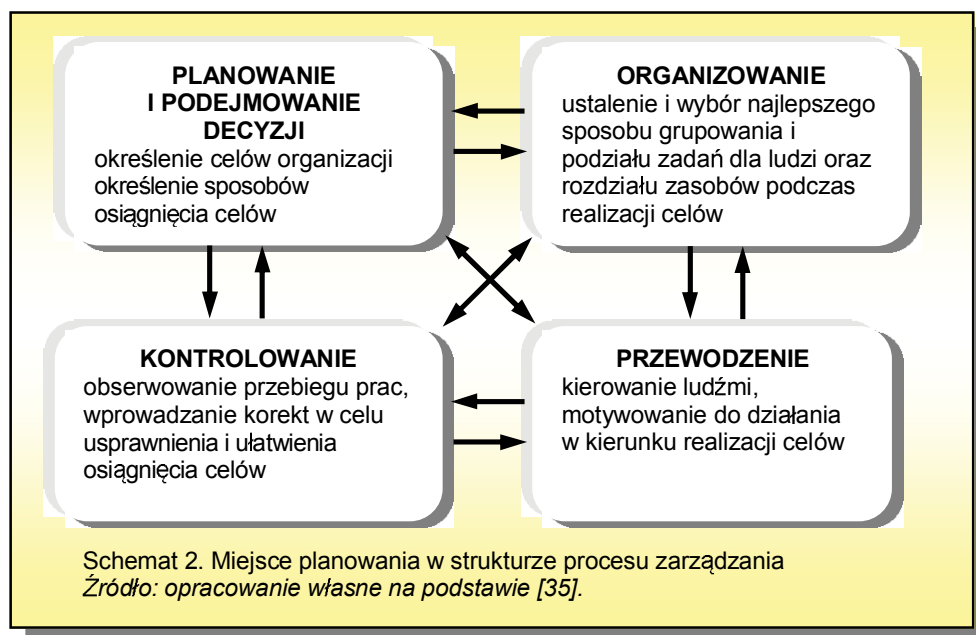 PLANOWANIE
I PODEJMOWANIE
DECYZJI
określenie celów organizacji
określenie sposobów
osiągnięcia celów
ORGANIZOWANIE
ustalenie i wybór najlepszego
sposobu grupowania i
podziału zadań dla ludzi oraz
rozdziału zasobów podczas
realizacji celów
KONTROLOWANIE
obserwowanie przebiegu prac,
wprowadzanie korekt w celu
usprawnienia i ułatwienia
osiągnięcia celów
PRZEWODZENIE
kierowanie ludźmi,
motywowanie do działania
w kierunku realizacji celów
Schemat 2. Miejsce planowania w strukturze procesu zarządzania
Źródło: opracowanie własne na podstawie [35].